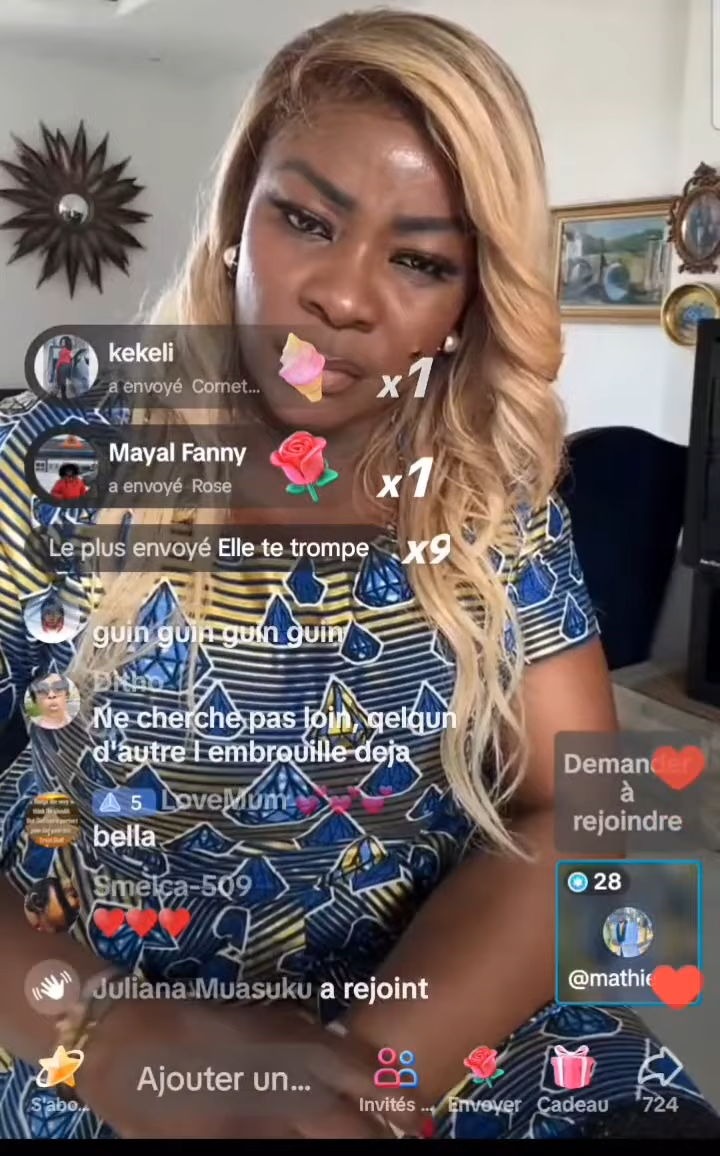 kekeli
a envoyé Cornet...
x1
Mayal Fanny
a envoyé Rose
x1
Le plus envoyé Elle te trompe x9
guin guin guin guin
Ditho
Ne cherche pas loin, qelqun
d'autre l embrouille deja
5 LoveMum
bella
Smelca-509
Juliana Muasuku a rejoint
Demander
à
rejoindre
28
@mathie
S'abo...
Ajouter un...
Invités ...
Envoyer
Cadeau
724